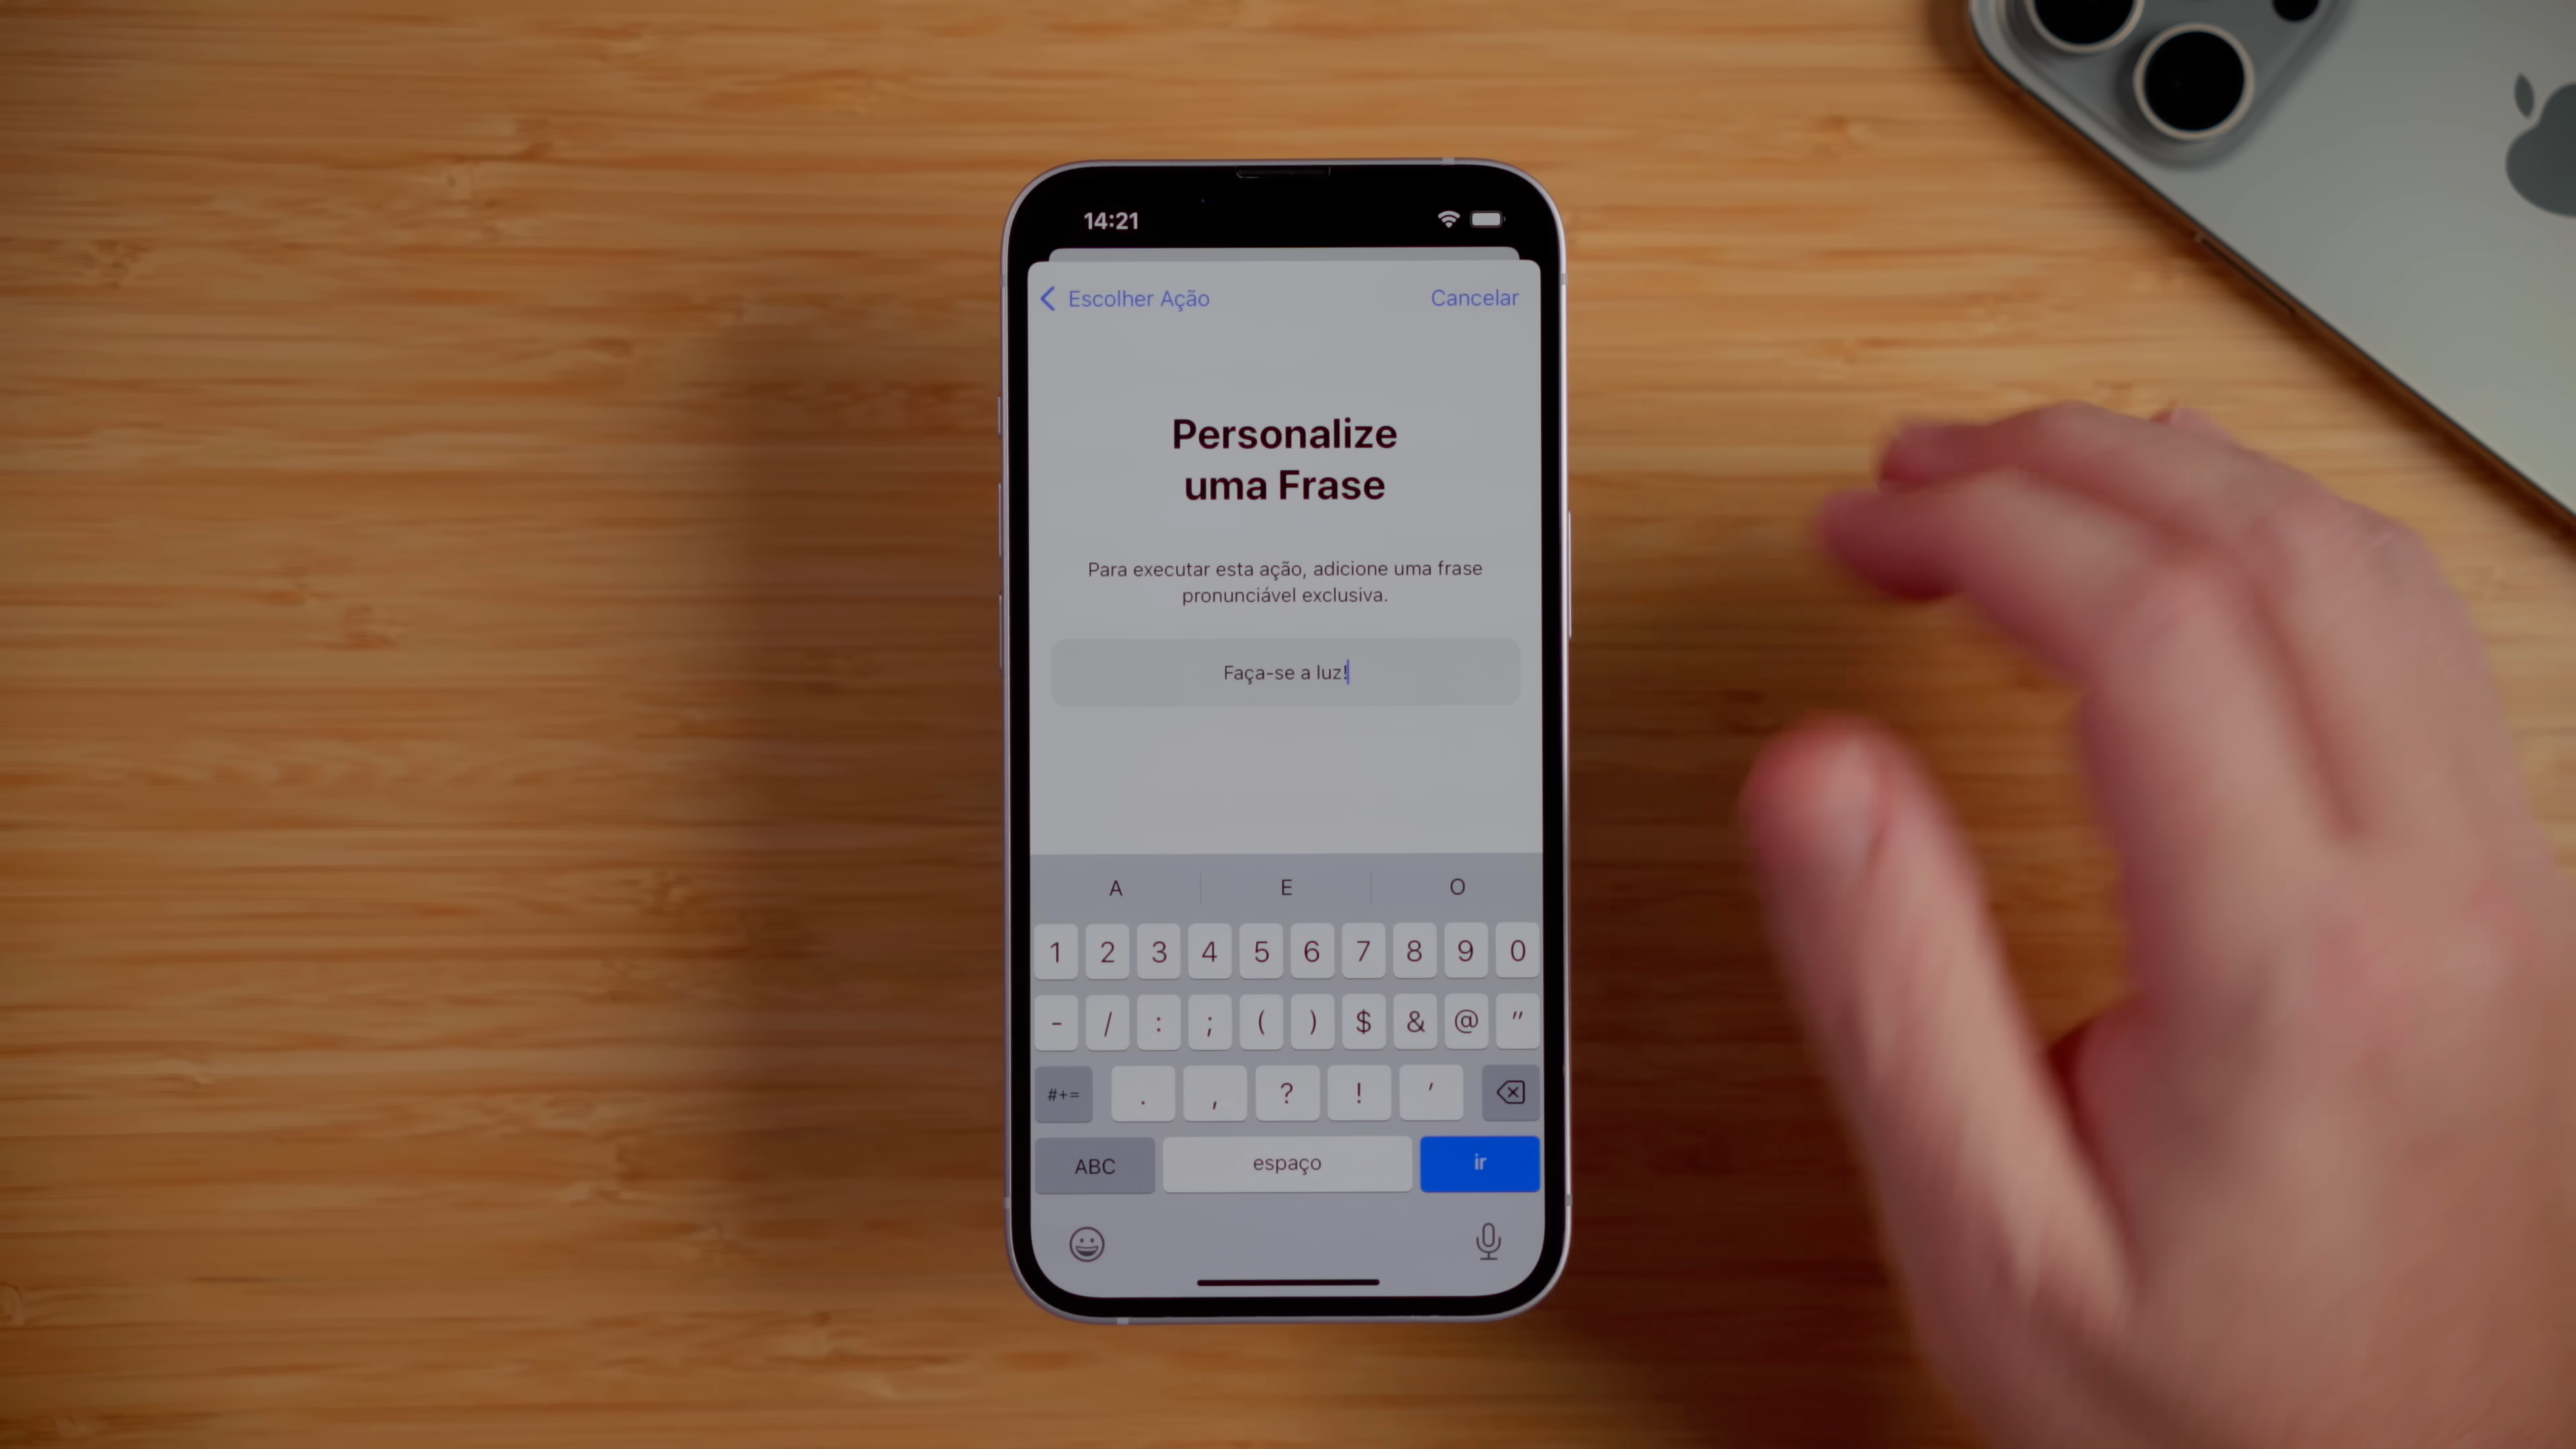 14:21
Escolher Ação
Cancelar
Personalize
uma Frase
Para executar esta ação, adicione uma frase
pronunciável exclusiva.
Faça-se a luz!
A E O
1 2 3 4 5 6 7 8 9 0
- / : ; ( ) $ & @ "
#+= . , ? ! '
ABC espaço ir